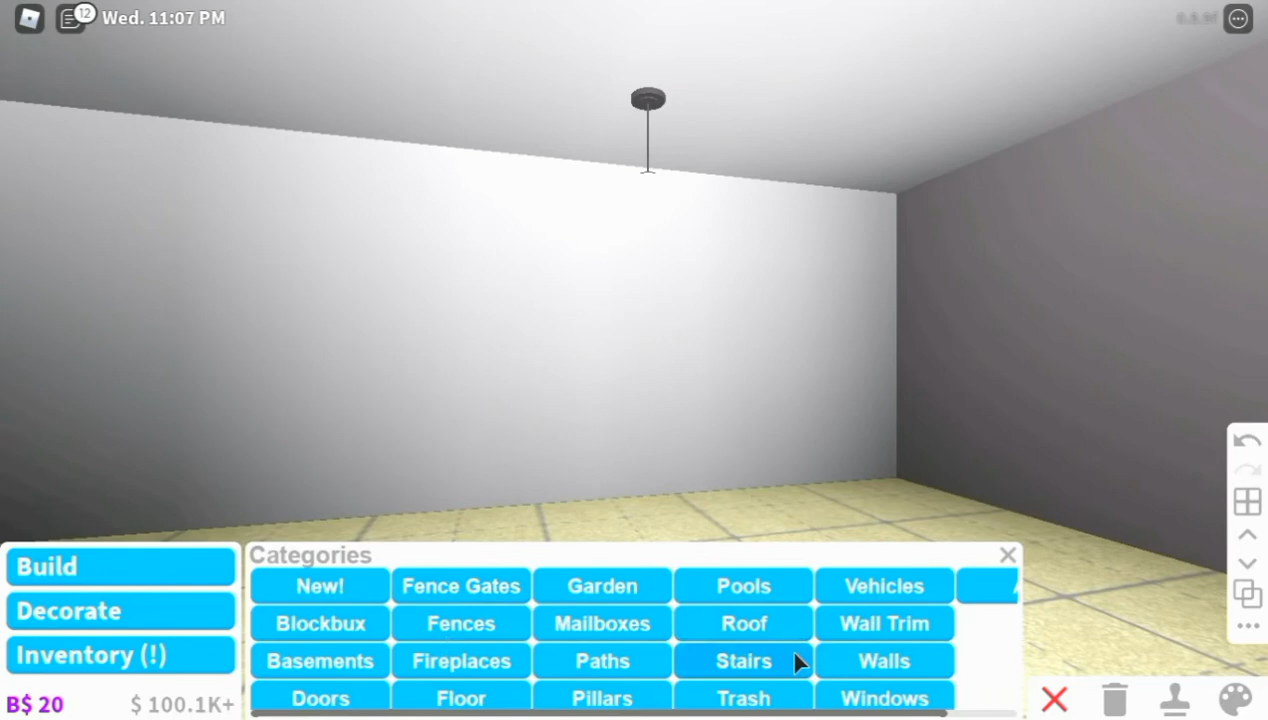 12
Wed. 11:07 PM
Build
Decorate
Inventory (!)
B$ 20
$ 100.1K+
Categories
New!
Fence Gates
Garden
Pools
Vehicles
Blockbux
Fences
Mailboxes
Roof
Wall Trim
Basements
Fireplaces
Paths
Stairs
Walls
Doors
Floor
Pillars
Trash
Windows